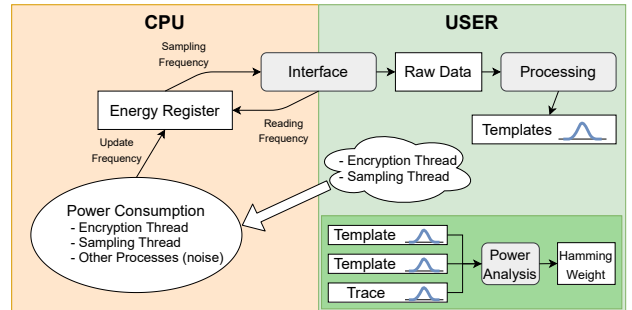 CPU
USER
Sampling
Frequency
Interface
Raw Data
Processing
Energy Register
Reading
Frequency
Update
Frequency
Templates
- Encryption Thread
- Sampling Thread
Power Consumption
- Encryption Thread
- Sampling Thread
- Other Processes (noise)
Template
Template
Trace
Power
Analysis
Hamming
Weight